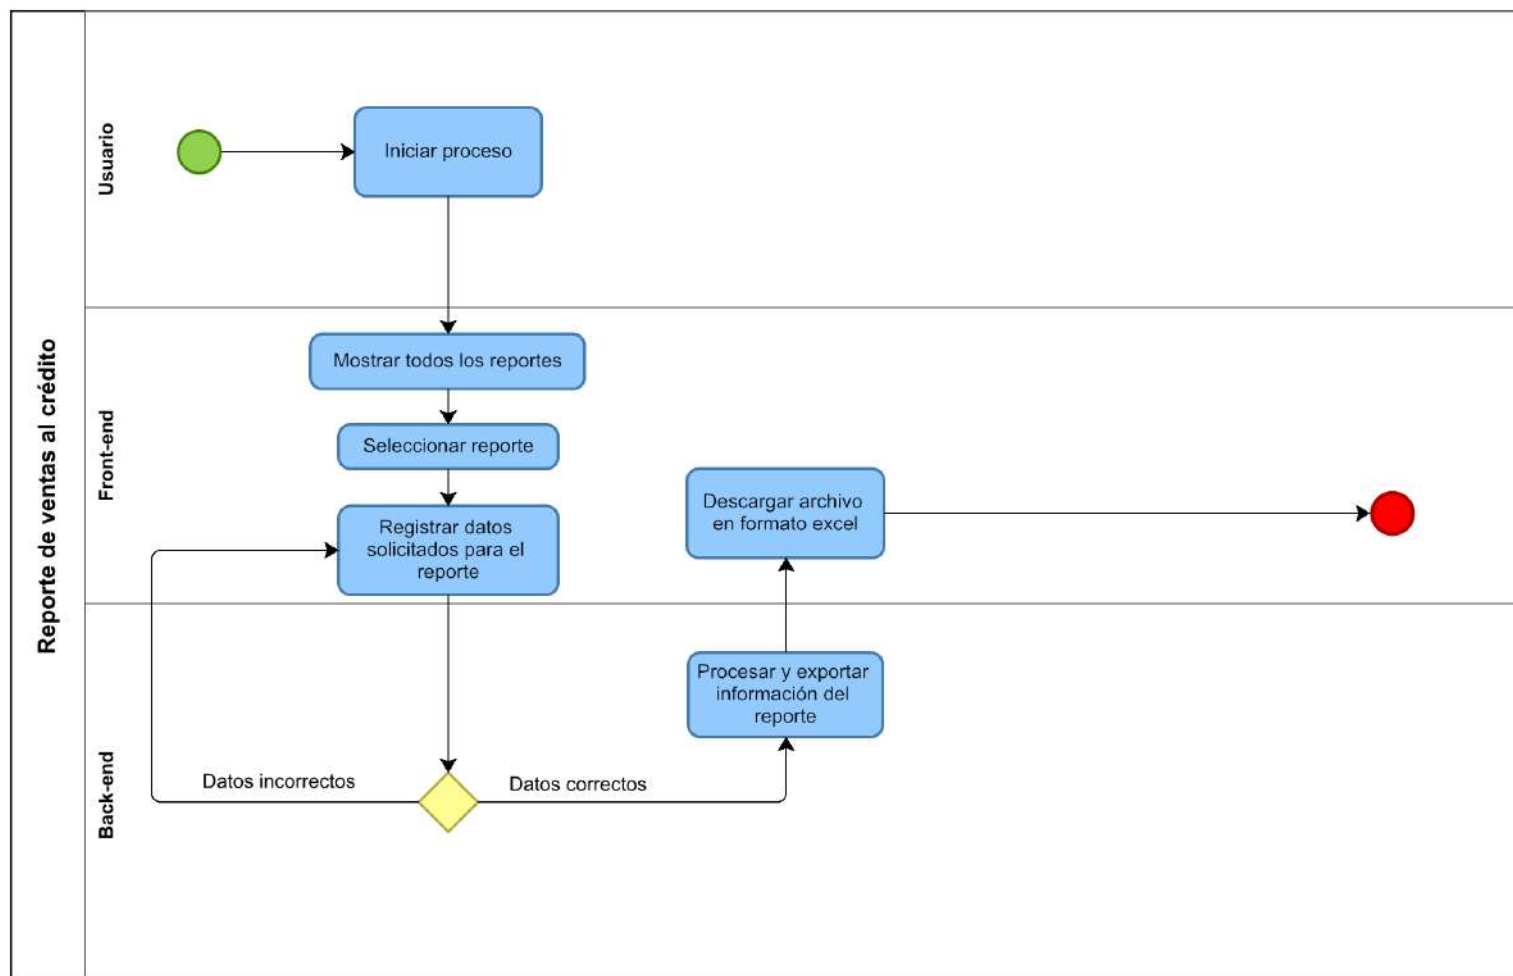 Reporte de ventas al crédito
Usuario
Iniciar proceso
Front-end
Mostrar todos los reportes
Seleccionar reporte
Registrar datos
solicitados para el
reporte
Descargar archivo
en formato excel
Back-end
Procesar y exportar
información del
reporte
Datos incorrectos
Datos correctos